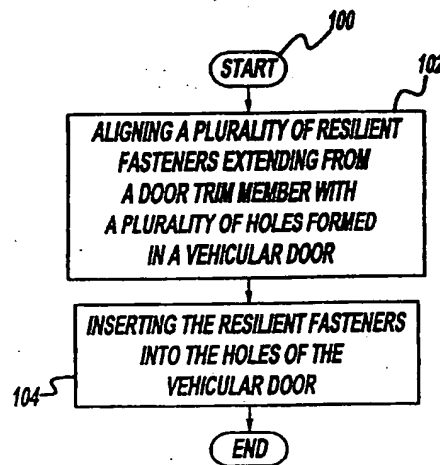 100
START
102
ALIGNING A PLURALITY OF RESILIENT
FASTENERS EXTENDING FROM
A DOOR TRIM MEMBER WITH
A PLURALITY OF HOLES FORMED
IN A VEHICULAR DOOR
INSERTING THE RESILIENT FASTENERS
INTO THE HOLES OF THE
VEHICULAR DOOR
104
END